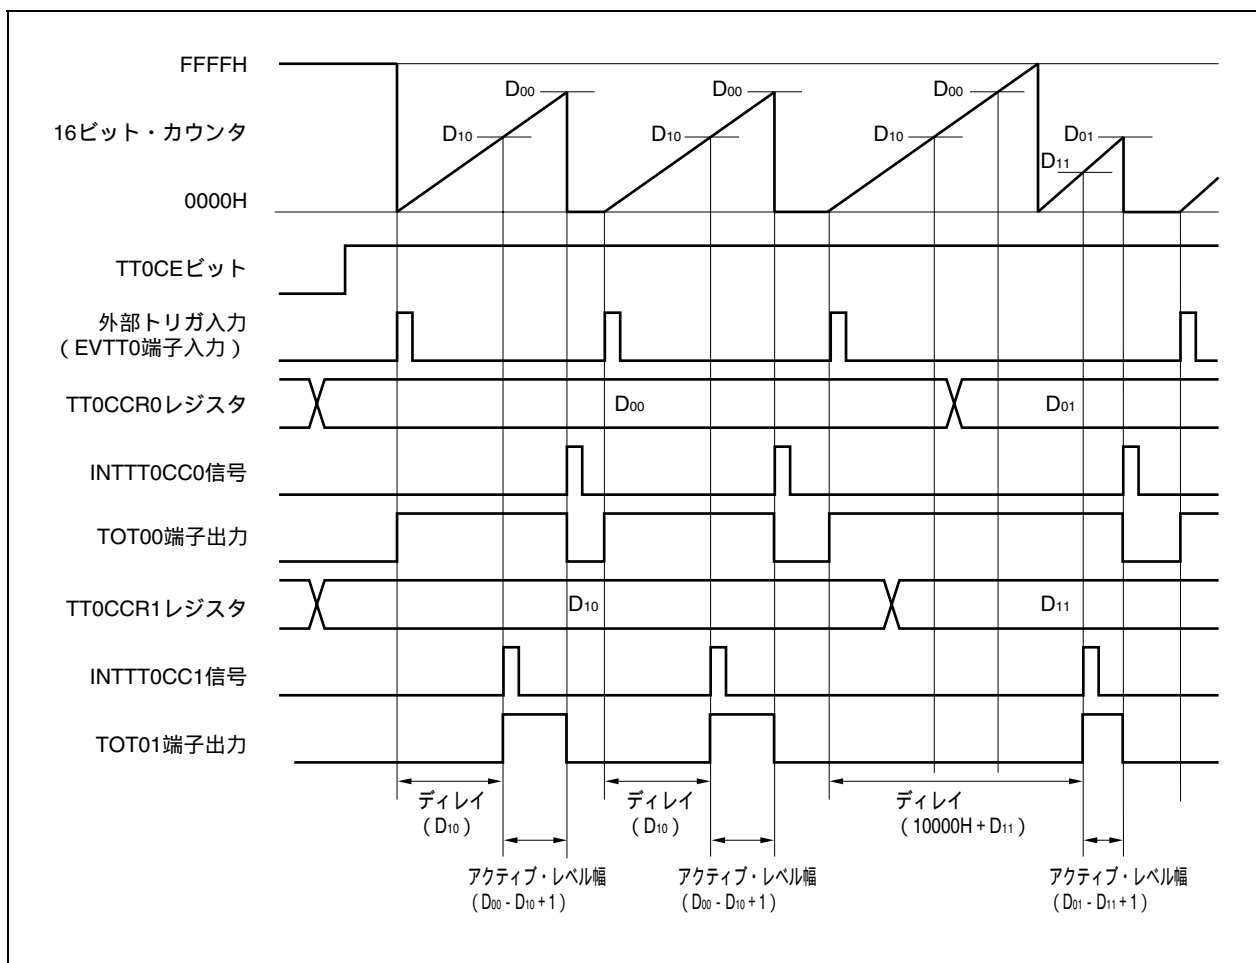 FFFFH
D00
D00
D00
16ビット・カウンタ
D10
D10
D10
D01
D11
0000H
TT0CEビット
外部トリガ入力
（EVTT0端子入力）
TT0CCR0レジスタ
D00
D01
INTTT0CC0信号
TOT00端子出力
TT0CCR1レジスタ
D10
D11
INTTT0CC1信号
TOT01端子出力
ディレイ
（D10）
ディレイ
（D10）
ディレイ
（10000H + D11）
アクティブ・レベル幅
（D00 - D10 + 1）
アクティブ・レベル幅
（D00 - D10 + 1）
アクティブ・レベル幅
（D01 - D11 + 1）